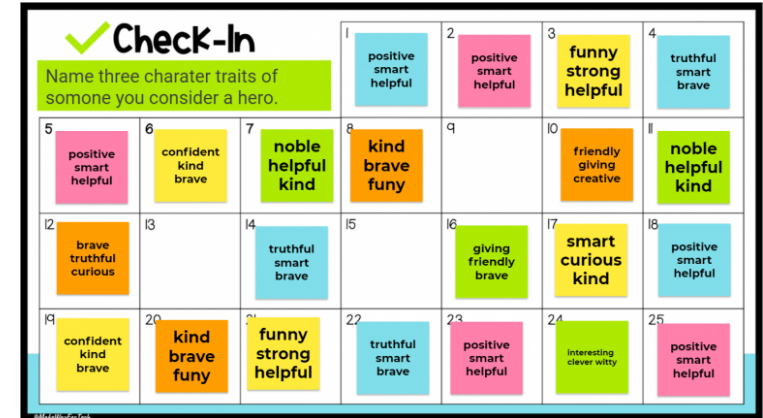 Check-In
Name three charater traits of
somone you consider a hero.
1
positive
smart
helpful
2
positive
smart
helpful
3
funny
strong
helpful
4
truthful
smart
brave
5
positive
smart
helpful
6
confident
kind
brave
7
noble
helpful
kind
8
kind
brave
funy
9
10
friendly
giving
creative
11
noble
helpful
kind
12
brave
truthful
curious
13
14
truthful
smart
brave
15
16
giving
friendly
brave
17
smart
curious
kind
18
positive
smart
helpful
19
confident
kind
brave
20
kind
brave
funy
21
funny
strong
helpful
22
truthful
smart
brave
23
positive
smart
helpful
24
interesting
clever witty
25
positive
smart
helpful